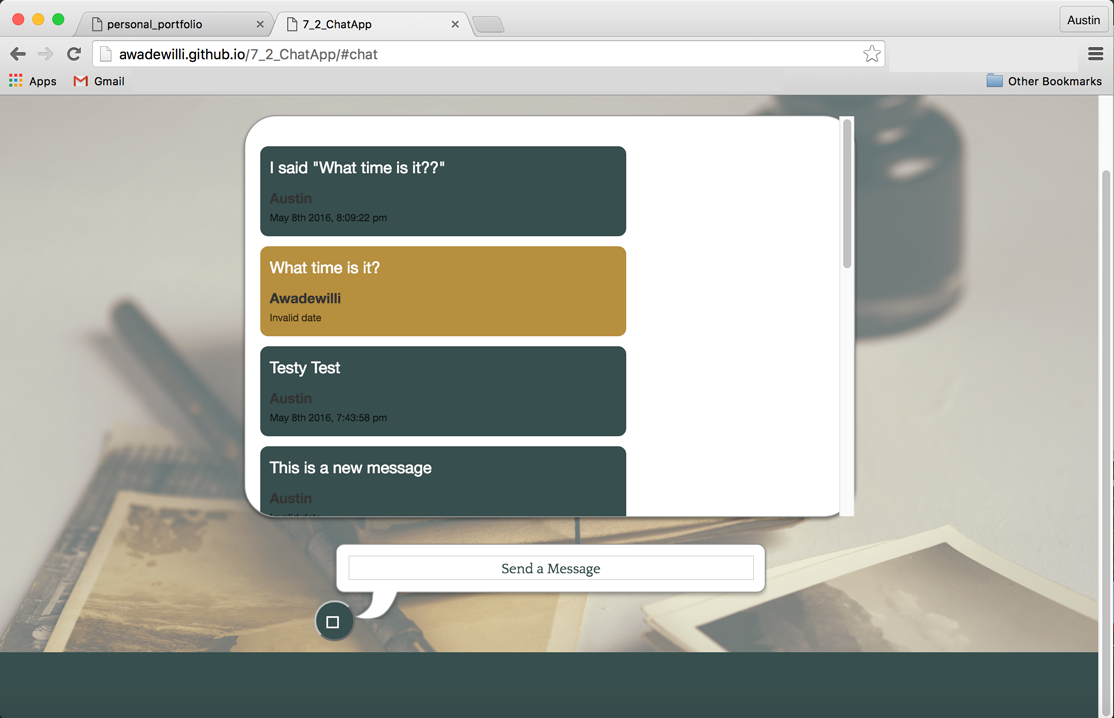 personal_portfolio
7_2_ChatApp
Austin
awadewilli.github.io/7_2_ChatApp/#chat
Apps
Gmail
Other Bookmarks
I said "What time is it??"
Austin
May 8th 2016, 8:09:22 pm
What time is it?
Awadewilli
Invalid date
Testy Test
Austin
May 8th 2016, 7:43:58 pm
This is a new message
Austin
Invalid date
Send a Message